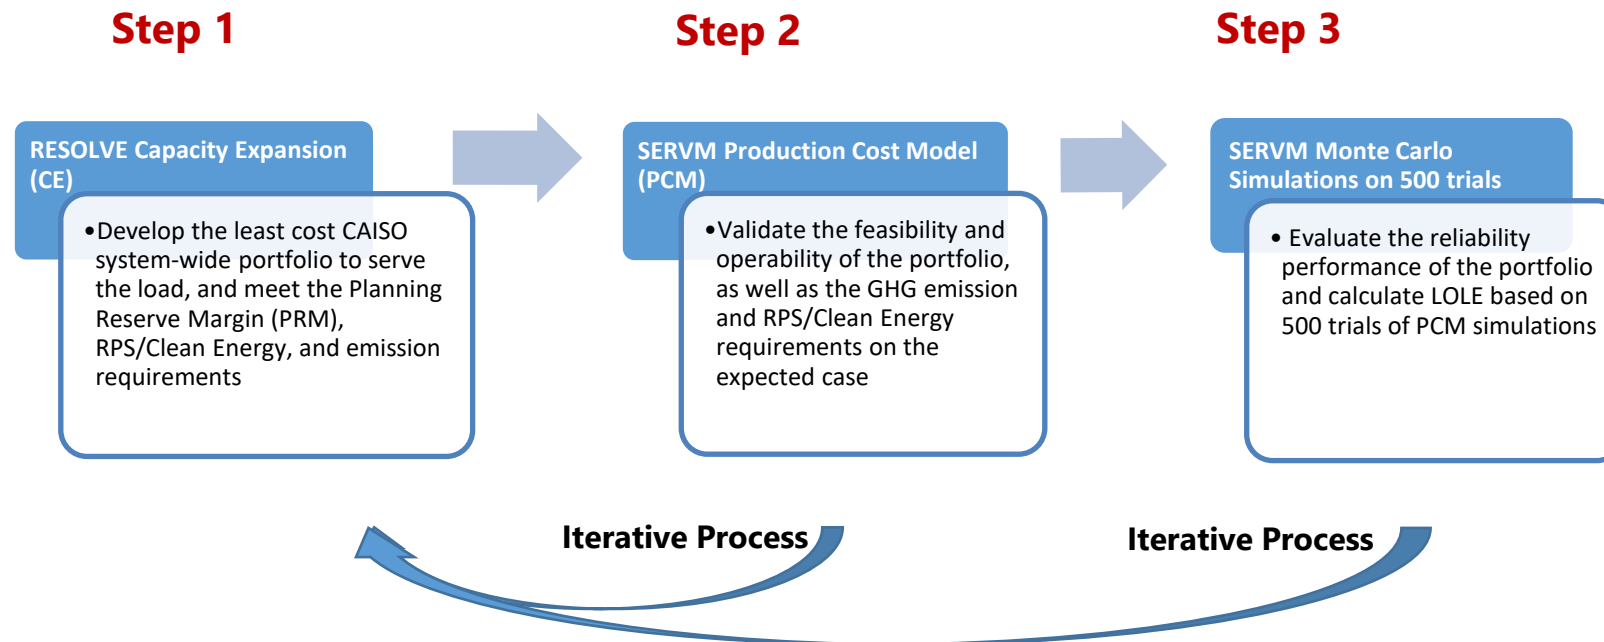 Step 1
Step 2
Step 3
RESOLVE Capacity Expansion
(CE)
•Develop the least cost CAISO
system-wide portfolio to serve
the load, and meet the Planning
Reserve Margin (PRM),
RPS/Clean Energy, and emission
requirements
SERVM Production Cost Model
(PCM)
•Validate the feasibility and
operability of the portfolio,
as well as the GHG emission
and RPS/Clean Energy
requirements on the
expected case
SERVM Monte Carlo
Simulations on 500 trials
• Evaluate the reliability
performance of the portfolio
and calculate LOLE based on
500 trials of PCM simulations
Iterative Process
Iterative Process